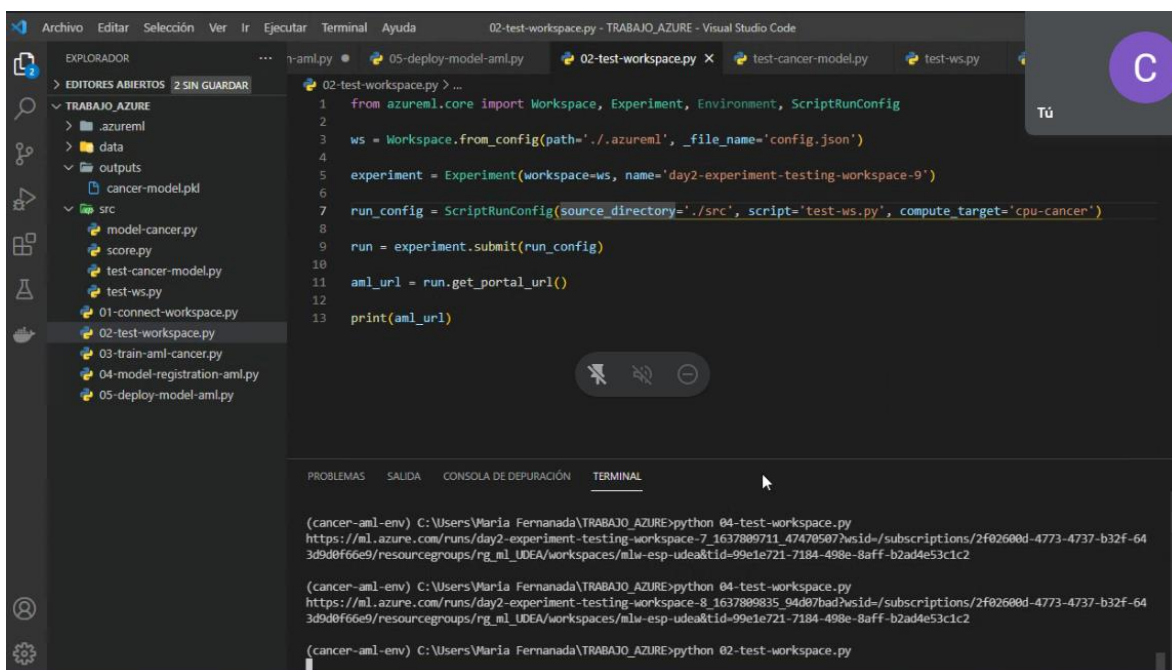 Archivo Editar Selección Ver Ir Ejecutar Terminal Ayuda
02-test-workspace.py - TRABAJO_AZURE - Visual Studio Code
C
Tú
2
EXPLORADOR
EDITORES ABIERTOS 2 SIN GUARDAR
TRABAJO_AZURE
.azureml
data
outputs
cancer-model.pkl
src
model-cancer.py
score.py
test-cancer-model.py
test-ws.py
01-connect-workspace.py
02-test-workspace.py
03-train-aml-cancer.py
04-model-registration-aml.py
05-deploy-model-aml.py
n-aml.py 05-deploy-model-aml.py 02-test-workspace.py test-cancer-model.py test-ws.py
02-test-workspace.py > ...
1 from azureml.core import Workspace, Experiment, Environment, ScriptRunConfig
2
3 ws = Workspace.from_config(path='./.azureml', _file_name='config.json')
4
5 experiment = Experiment(workspace=ws, name='day2-experiment-testing-workspace-9')
6
7 run_config = ScriptRunConfig(source_directory='./src', script='test-ws.py', compute_target='cpu-cancer')
8
9 run = experiment.submit(run_config)
10
11 aml_url = run.get_portal_url()
12
13 print(aml_url)
PROBLEMAS SALIDA CONSOLA DE DEPURACIÓN TERMINAL
(cancer-aml-env) C:\Users\Maria Fernanada\TRABAJO_AZURE>python 04-test-workspace.py
https://ml.azure.com/runs/day2-experiment-testing-workspace-7_1637809711_47470507?wsid=/subscriptions/2f02600d-4773-4737-b32f-64
3d9d0f66e9/resourcegroups/rg_ml_UDEA/workspaces/mlw-esp-udea&tid=99e1e721-7184-498e-8aff-b2ad4e53c1c2
(cancer-aml-env) C:\Users\Maria Fernanada\TRABAJO_AZURE>python 04-test-workspace.py
https://ml.azure.com/runs/day2-experiment-testing-workspace-8_1637809835_94d07bad?wsid=/subscriptions/2f02600d-4773-4737-b32f-64
3d9d0f66e9/resourcegroups/rg_ml_UDEA/workspaces/mlw-esp-udea&tid=99e1e721-7184-498e-8aff-b2ad4e53c1c2
(cancer-aml-env) C:\Users\Maria Fernanada\TRABAJO_AZURE>python 02-test-workspace.py